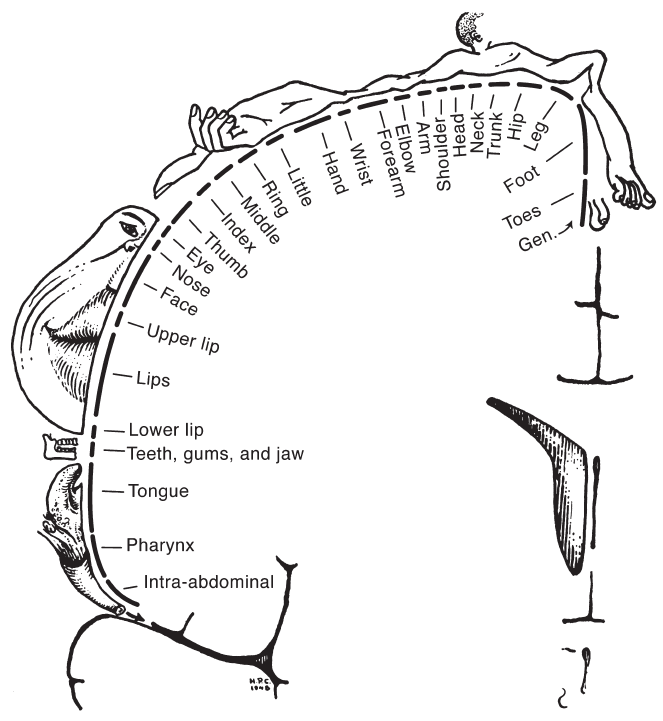 Gen.
Toes
Foot
Leg
Hip
Trunk
Neck
Head
Shoulder
Arm
Elbow
Forearm
Wrist
Hand
Little
Ring
Middle
Index
Thumb
Eye
Nose
Face
Upper lip
Lips
Lower lip
Teeth, gums, and jaw
Tongue
Pharynx
Intra-abdominal
H.P.C.
1948